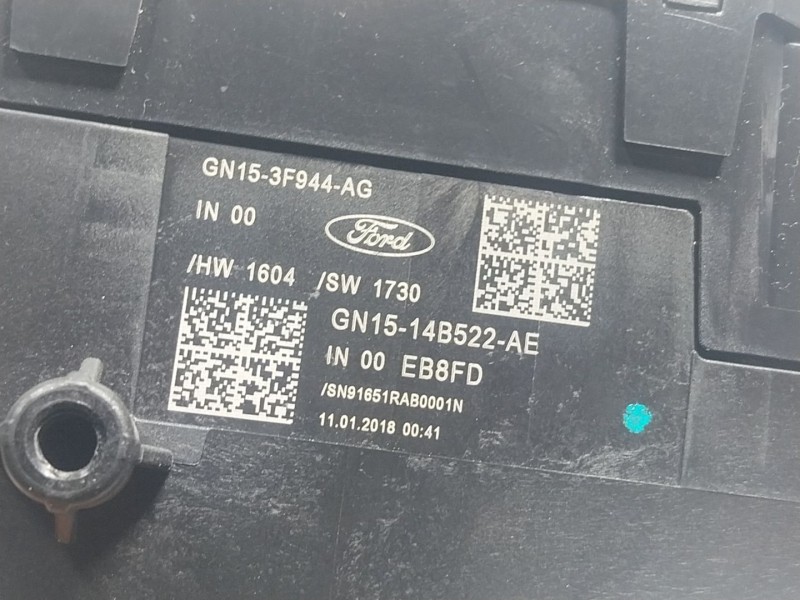 GN15-3F944-AG
IN 00
Ford
/HW 1604 /SW 1730
GN15-14B522-AE
IN 00 EB8FD
/SN91651RAB0001N
11.01.2018 00:41